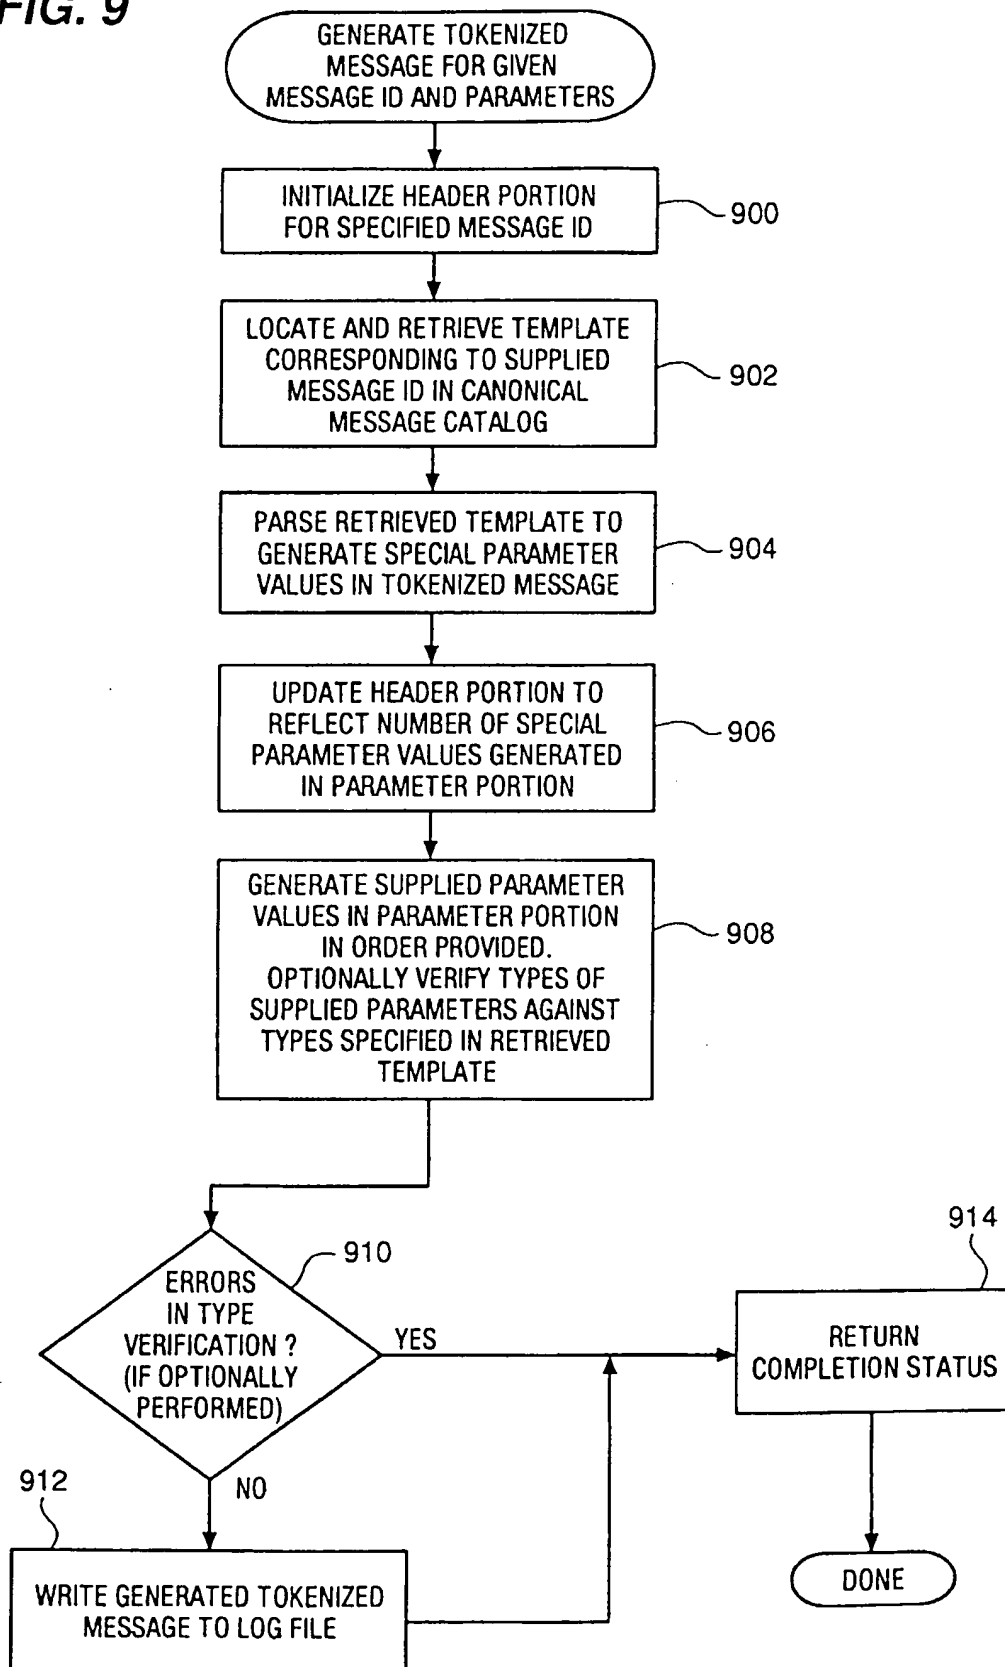 FIG. 9
GENERATE TOKENIZED
MESSAGE FOR GIVEN
MESSAGE ID AND PARAMETERS
INITIALIZE HEADER PORTION
FOR SPECIFIED MESSAGE ID
900
LOCATE AND RETRIEVE TEMPLATE
CORRESPONDING TO SUPPLIED
MESSAGE ID IN CANONICAL
MESSAGE CATALOG
902
PARSE RETRIEVED TEMPLATE TO
GENERATE SPECIAL PARAMETER
VALUES IN TOKENIZED MESSAGE
904
UPDATE HEADER PORTION TO
REFLECT NUMBER OF SPECIAL
PARAMETER VALUES GENERATED
IN PARAMETER PORTION
906
GENERATE SUPPLIED PARAMETER
VALUES IN PARAMETER PORTION
IN ORDER PROVIDED.
OPTIONALLY VERIFY TYPES OF
SUPPLIED PARAMETERS AGAINST
TYPES SPECIFIED IN RETRIEVED
TEMPLATE
908
ERRORS
IN TYPE
VERIFICATION ?
(IF OPTIONALLY
PERFORMED)
910
YES
NO
914
RETURN
COMPLETION STATUS
912
WRITE GENERATED TOKENIZED
MESSAGE TO LOG FILE
DONE